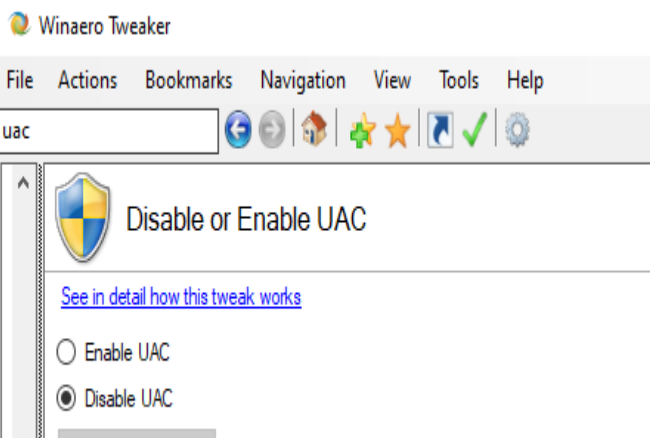 Winaero Tweaker
File Actions Bookmarks Navigation View Tools Help
uac
Disable or Enable UAC
See in detail how this tweak works
Enable UAC
Disable UAC